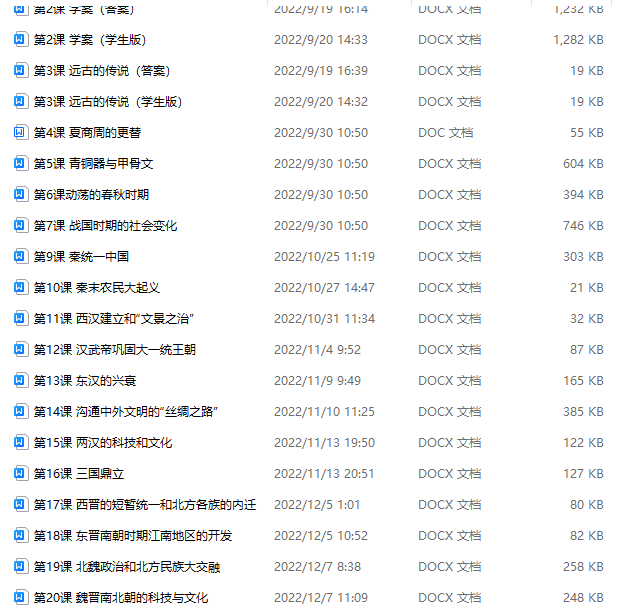 第2课 学案（答案） 2022/9/19 16:14 DOCX 文档 1,232 KB
第2课 学案（学生版） 2022/9/20 14:33 DOCX 文档 1,282 KB
第3课 远古的传说（答案） 2022/9/19 16:39 DOCX 文档 19 KB
第3课 远古的传说（学生版） 2022/9/20 14:32 DOCX 文档 19 KB
第4课 夏商周的更替 2022/9/30 10:50 DOC 文档 55 KB
第5课 青铜器与甲骨文 2022/9/30 10:50 DOCX 文档 604 KB
第6课动荡的春秋时期 2022/9/30 10:50 DOCX 文档 394 KB
第7课 战国时期的社会变化 2022/9/30 10:50 DOCX 文档 746 KB
第9课 秦统一中国 2022/10/25 11:19 DOCX 文档 303 KB
第10课 秦末农民大起义 2022/10/27 14:47 DOCX 文档 21 KB
第11课 西汉建立和“文景之治” 2022/10/31 11:34 DOCX 文档 32 KB
第12课 汉武帝巩固大一统王朝 2022/11/4 9:52 DOCX 文档 87 KB
第13课 东汉的兴衰 2022/11/9 9:49 DOCX 文档 165 KB
第14课 沟通中外文明的“丝绸之路” 2022/11/10 11:25 DOCX 文档 385 KB
第15课 两汉的科技和文化 2022/11/13 19:50 DOCX 文档 122 KB
第16课 三国鼎立 2022/11/13 20:51 DOCX 文档 127 KB
第17课 西晋的短暂统一和北方各族的内迁 2022/12/5 1:01 DOCX 文档 80 KB
第18课 东晋南朝时期江南地区的开发 2022/12/5 10:52 DOCX 文档 82 KB
第19课 北魏政治和北方民族大交融 2022/12/7 8:38 DOCX 文档 258 KB
第20课 魏晋南北朝的科技与文化 2022/12/7 11:09 DOCX 文档 248 KB